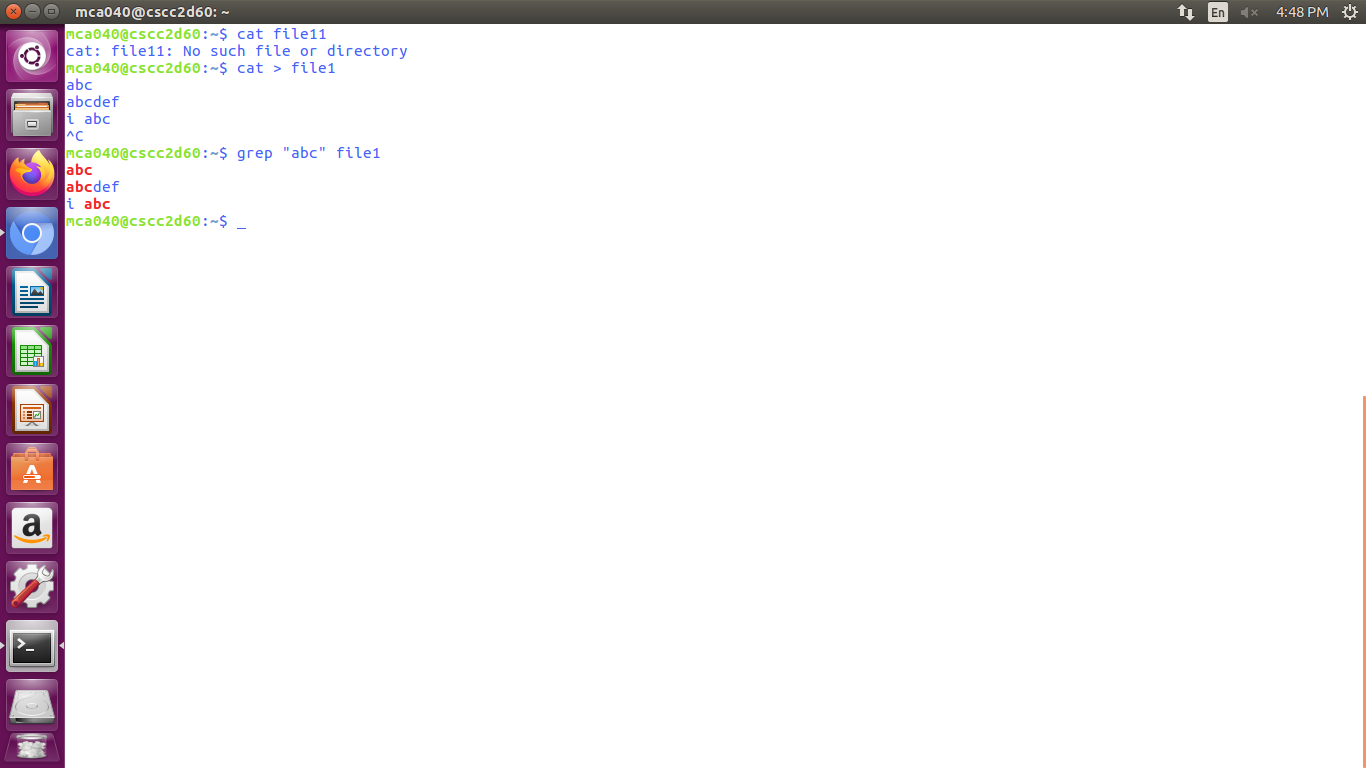 mca040@cscc2d60: ~
En
4:48 PM
mca040@cscc2d60:~$ cat file11
cat: file11: No such file or directory
mca040@cscc2d60:~$ cat > file1
abc
abcdef
i abc
^C
mca040@cscc2d60:~$ grep "abc" file1
abc
abcdef
i abc
mca040@cscc2d60:~$ _